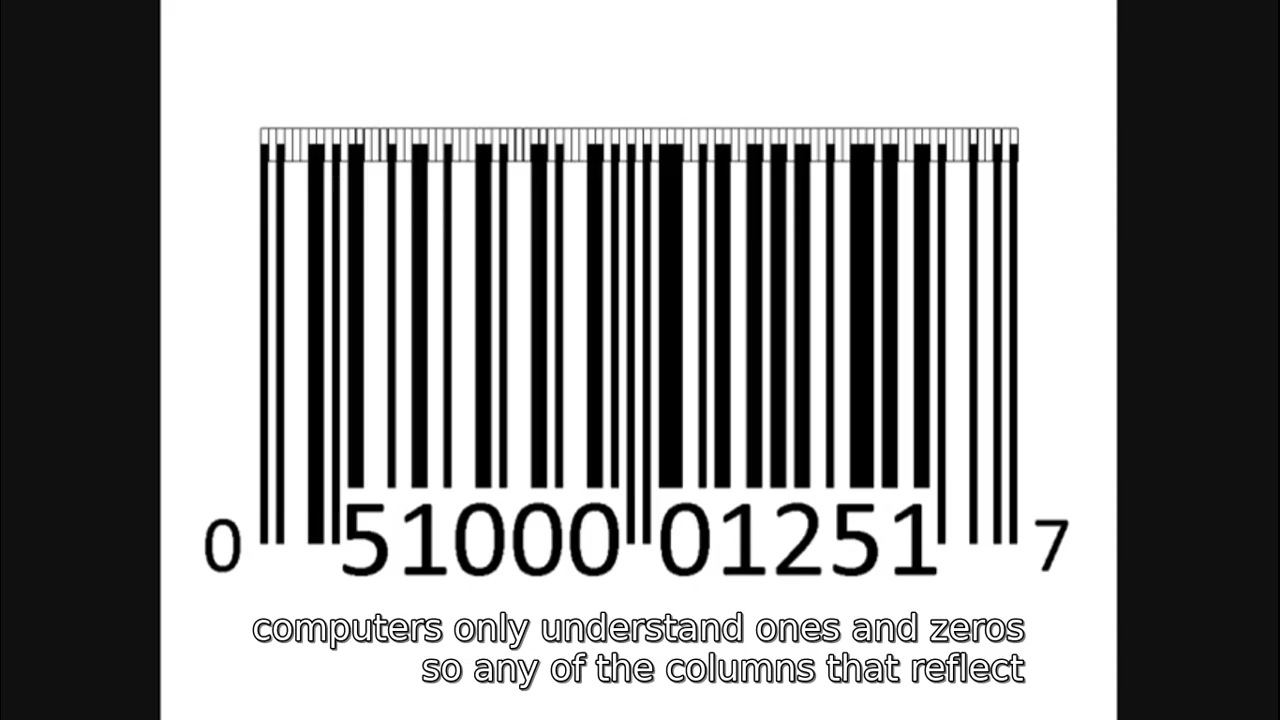 0 51000 01251 7
computers only understand ones and zeros
so any of the columns that reflect